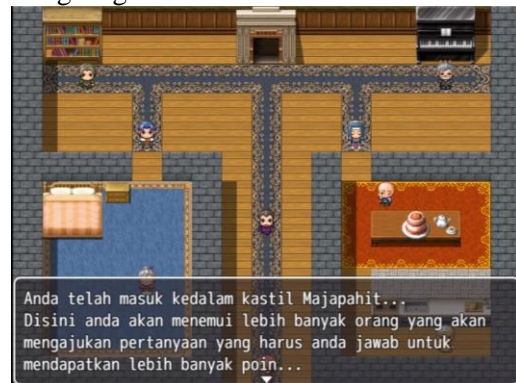 Anda telah masuk kedalam kastil Majapahit...
Disini anda akan menemui lebih banyak orang yang akan
mengajukan pertanyaan yang harus anda jawab untuk
mendapatkan lebih banyak poin...